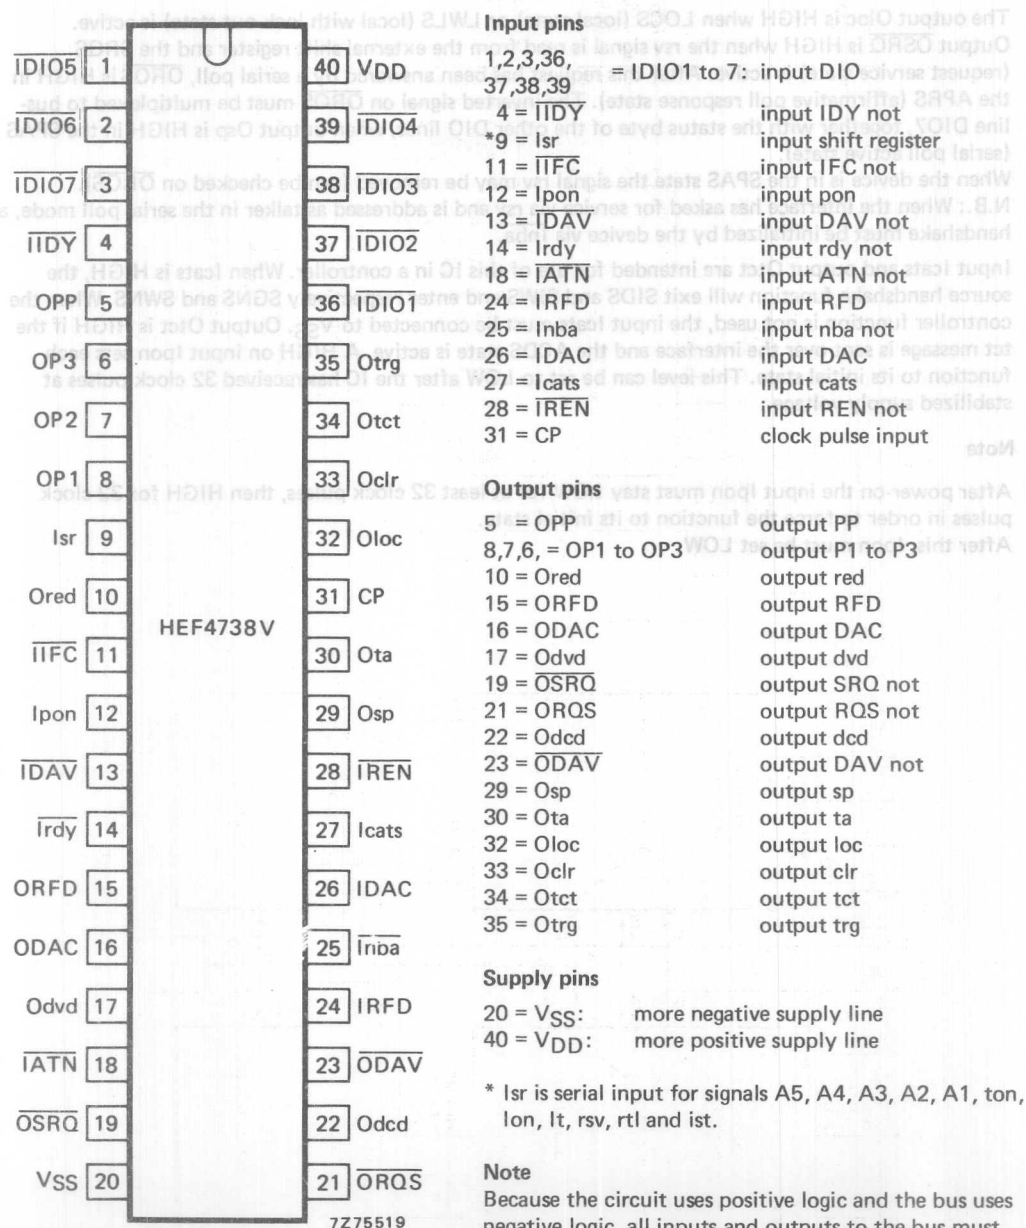 IDIO5 1
IDIO6 2
IDIO7 3
IIDY 4
OPP 5
OP3 6
OP2 7
OP1 8
Isr 9
Ored 10
IIFC 11
Ipon 12
IDAV 13
Irdy 14
ORFD 15
ODAC 16
Odvd 17
IATN 18
OSRQ 19
VSS 20
HEF4738V
40 VDD
39 IDIO4
38 IDIO3
37 IDIO2
36 IDIO1
35 Otrg
34 Otct
33 Oclr
32 Oloc
31 CP
30 Ota
29 Osp
28 IREN
27 Icats
26 IDAC
25 Inba
24 IRFD
23 ODAV
22 Odcd
21 ORQS
7Z75519
Input pins
1,2,3,36, = IDIO1 to 7: input DIO
37,38,39
4 = IIDY input IDY not
*9 = Isr input shift register
11 = IIFC input IFC not
12 = Ipon input pon
13 = IDAV input DAV not
14 = Irdy input rdy not
18 = IATN input ATN not
24 = IRFD input RFD
25 = Inba input nba not
26 = IDAC input DAC
27 = Icats input cats
28 = IREN input REN not
31 = CP clock pulse input
Output pins
5 = OPP output PP
8,7,6, = OP1 to OP3 output P1 to P3
10 = Ored output red
15 = ORFD output RFD
16 = ODAC output DAC
17 = Odvd output dvd
19 = OSRQ output SRQ not
21 = ORQS output RQS not
22 = Odcd output dcd
23 = ODAV output DAV not
29 = Osp output sp
30 = Ota output ta
32 = Oloc output loc
33 = Oclr output clr
34 = Otct output tct
35 = Otrg output trg
Supply pins
20 = VSS: more negative supply line
40 = VDD: more positive supply line
* Isr is serial input for signals A5, A4, A3, A2, A1, ton,
lon, lt, rsv, rtl and ist.
Note
Because the circuit uses positive logic and the bus uses
negative logic, all inputs and outputs to the bus must